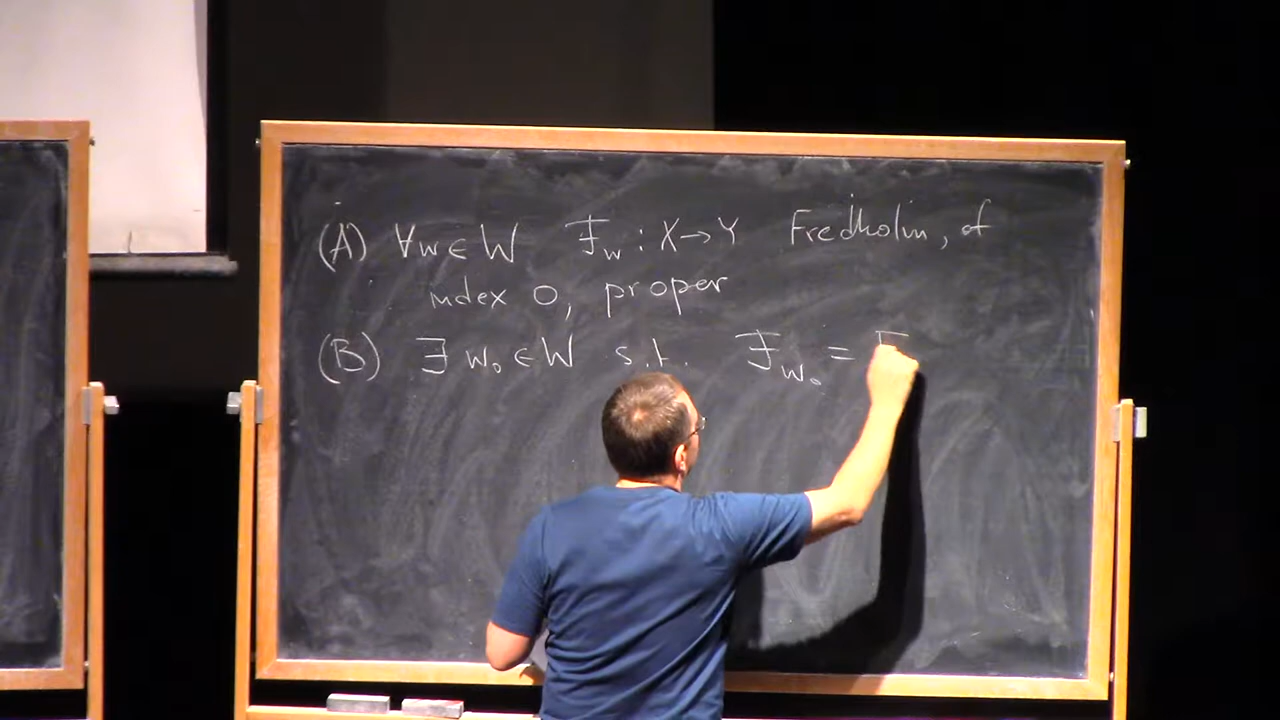 (A) ∀w ∈ W F_w : X → Y Fredholm, of
index 0, proper
(B) ∃ w₀ ∈ W s.t. F_{w₀} = F